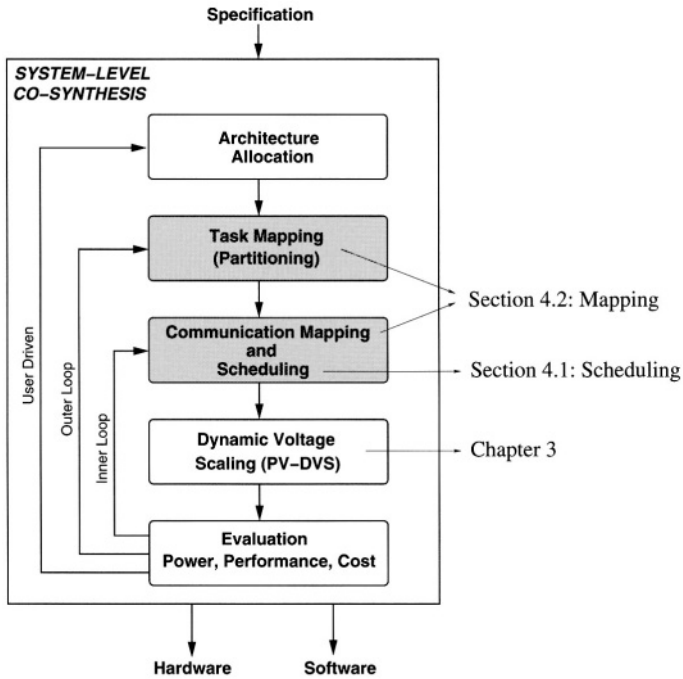 Specification
SYSTEM-LEVEL
CO-SYNTHESIS
Architecture
Allocation
Task Mapping
(Partitioning)
Section 4.2: Mapping
Communication Mapping
and
Scheduling
Section 4.1: Scheduling
User Driven
Outer Loop
Inner Loop
Dynamic Voltage
Scaling (PV-DVS)
Chapter 3
Evaluation
Power, Performance, Cost
Hardware
Software